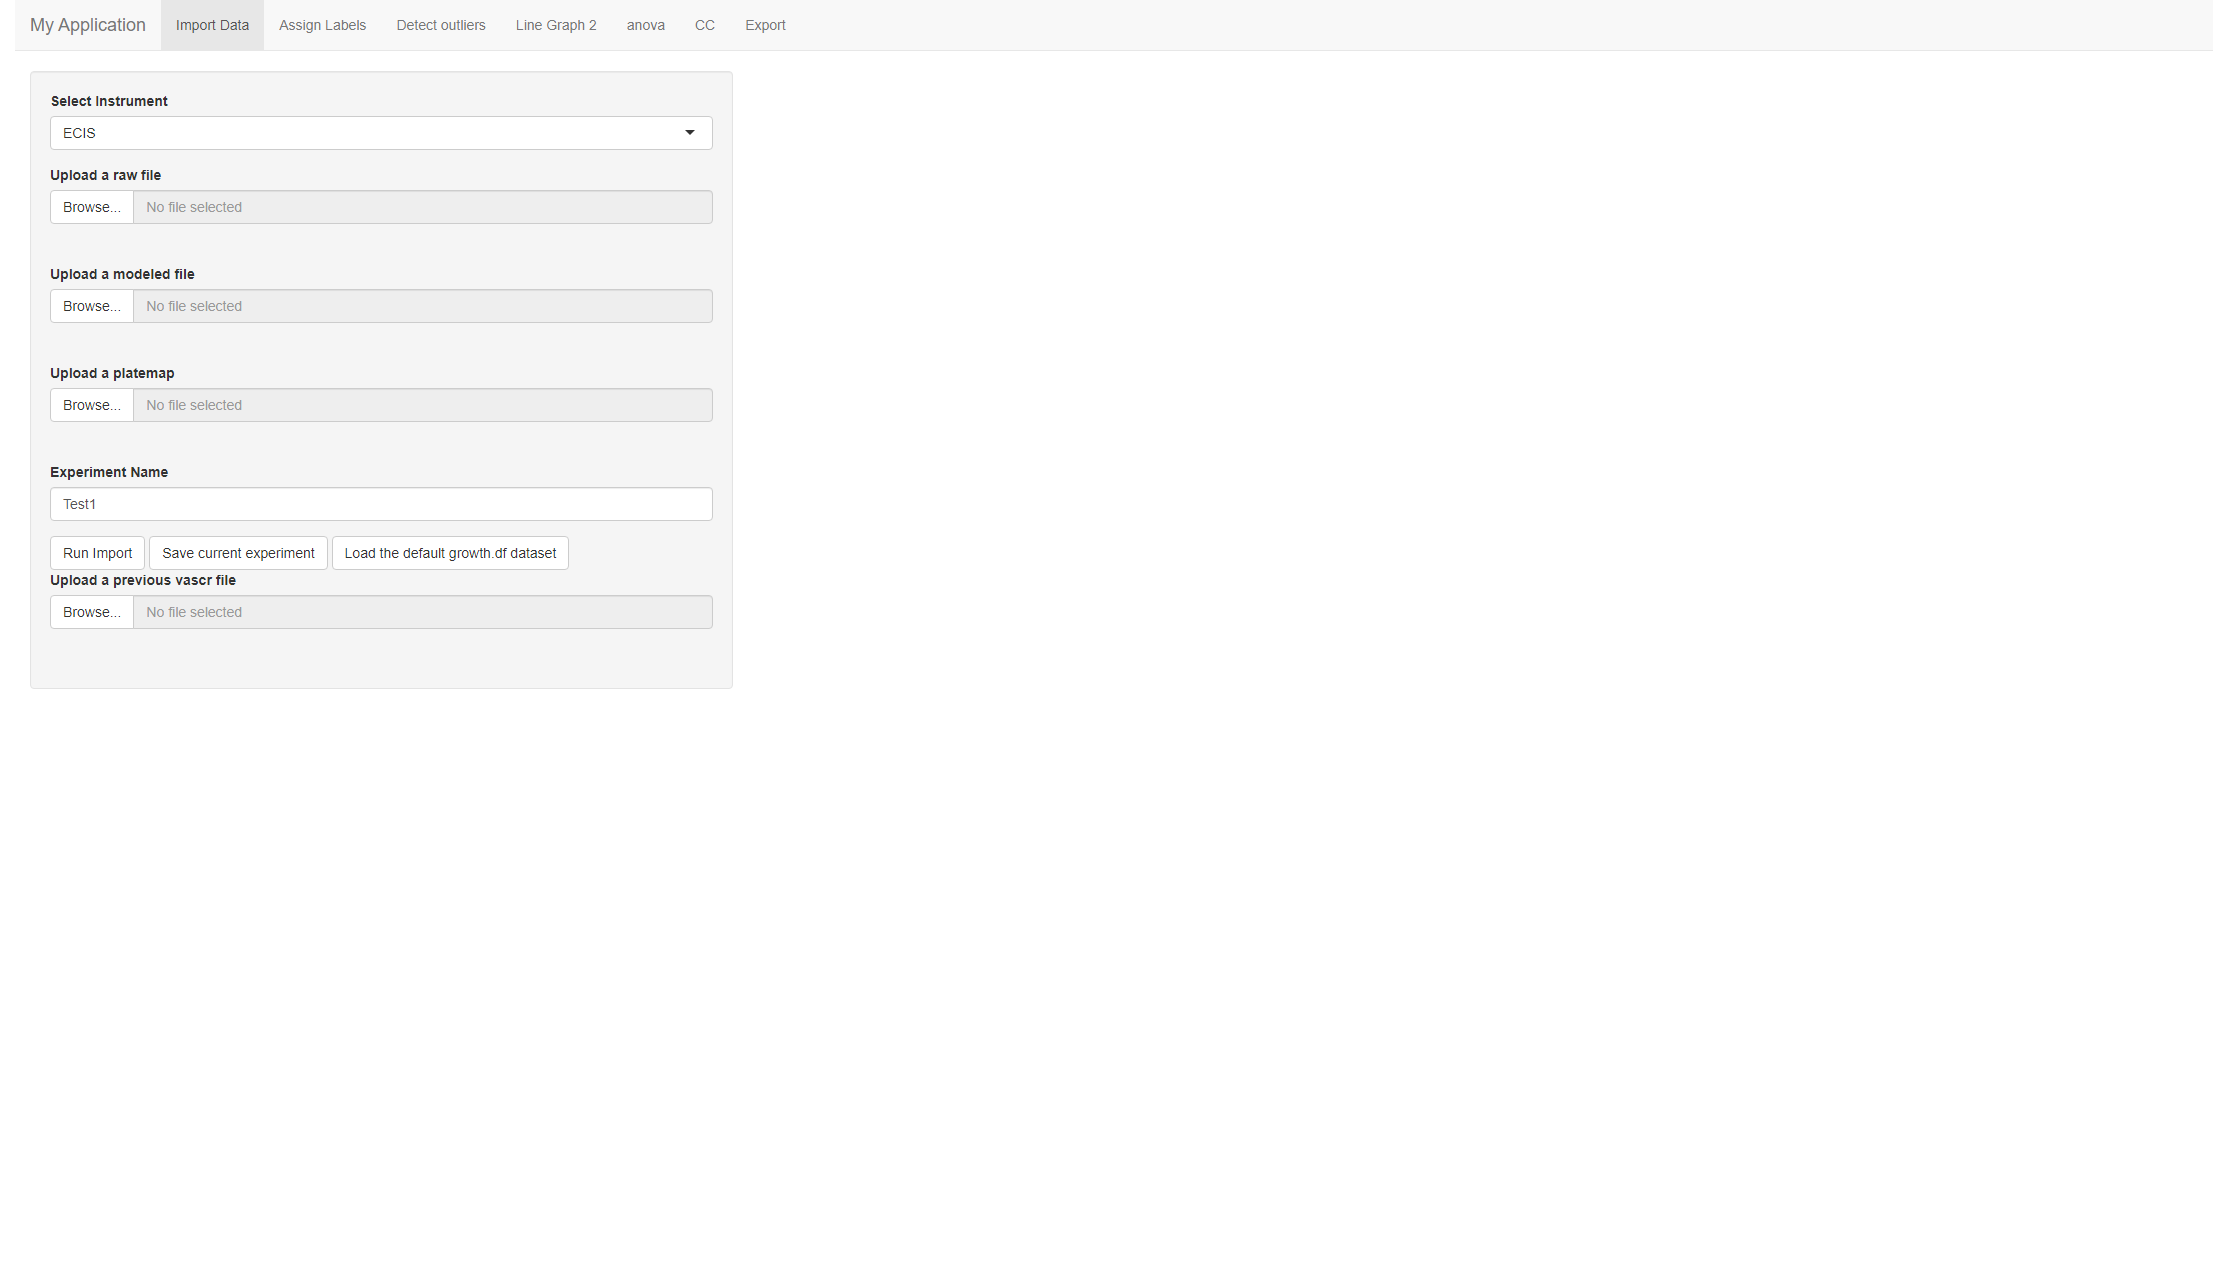 My Application Import Data Assign Labels Detect outliers Line Graph 2 anova CC Export
Select Instrument
ECIS
Upload a raw file
Browse... No file selected
Upload a modeled file
Browse... No file selected
Upload a platemap
Browse... No file selected
Experiment Name
Test1
Run Import Save current experiment Load the default growth.df dataset
Upload a previous vascr file
Browse... No file selected